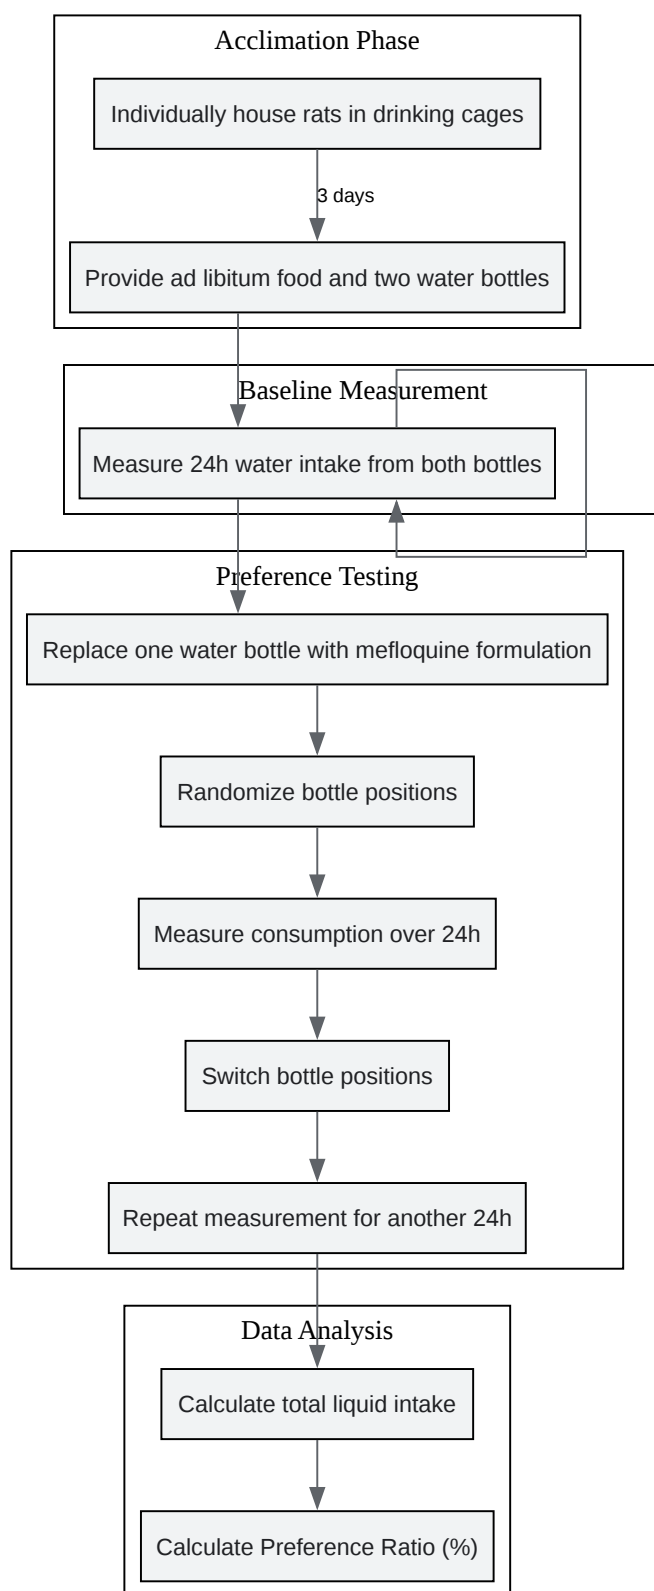 Acclimation Phase
Individually house rats in drinking cages
3 days
Provide ad libitum food and two water bottles
Baseline Measurement
Measure 24h water intake from both bottles
Preference Testing
Replace one water bottle with mefloquine formulation
Randomize bottle positions
Measure consumption over 24h
Switch bottle positions
Repeat measurement for another 24h
Data Analysis
Calculate total liquid intake
Calculate Preference Ratio (%)